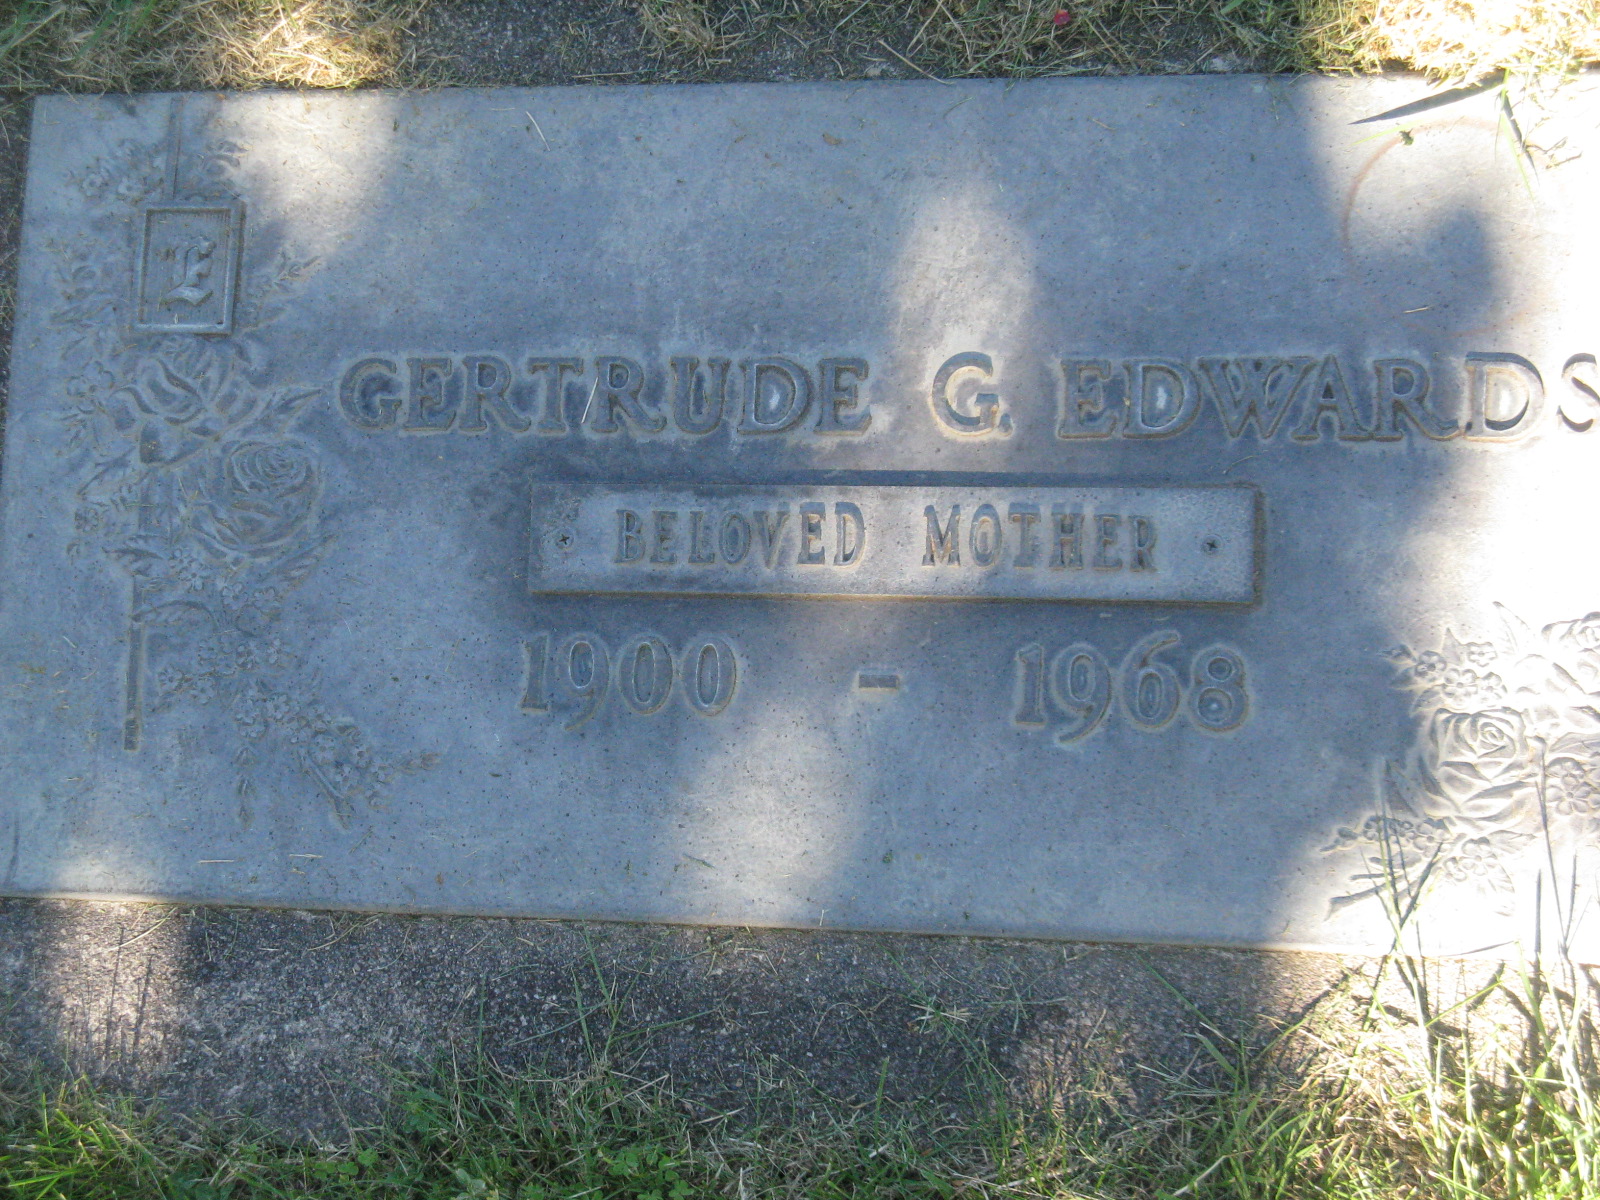 E
GERTRUDE G. EDWARDS
BELOVED MOTHER
1900 - 1968